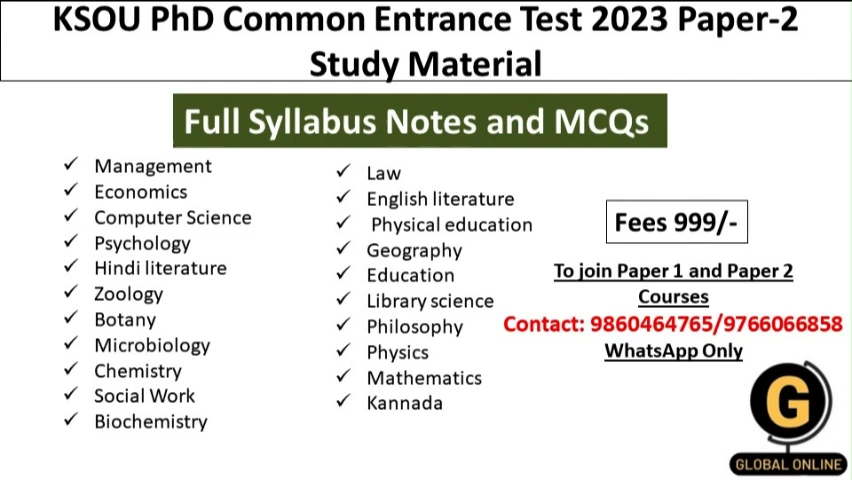 KSOU PhD Common Entrance Test 2023 Paper-2
Study Material
Full Syllabus Notes and MCQs
✓ Management
✓ Economics
✓ Computer Science
✓ Psychology
✓ Hindi literature
✓ Zoology
✓ Botany
✓ Microbiology
✓ Chemistry
✓ Social Work
✓ Biochemistry
✓ Law
✓ English literature
✓ Physical education
✓ Geography
✓ Education
✓ Library science
✓ Philosophy
✓ Physics
✓ Mathematics
✓ Kannada
Fees 999/-
To join Paper 1 and Paper 2
Courses
Contact: 9860464765/9766066858
WhatsApp Only
G
GLOBAL ONLINE